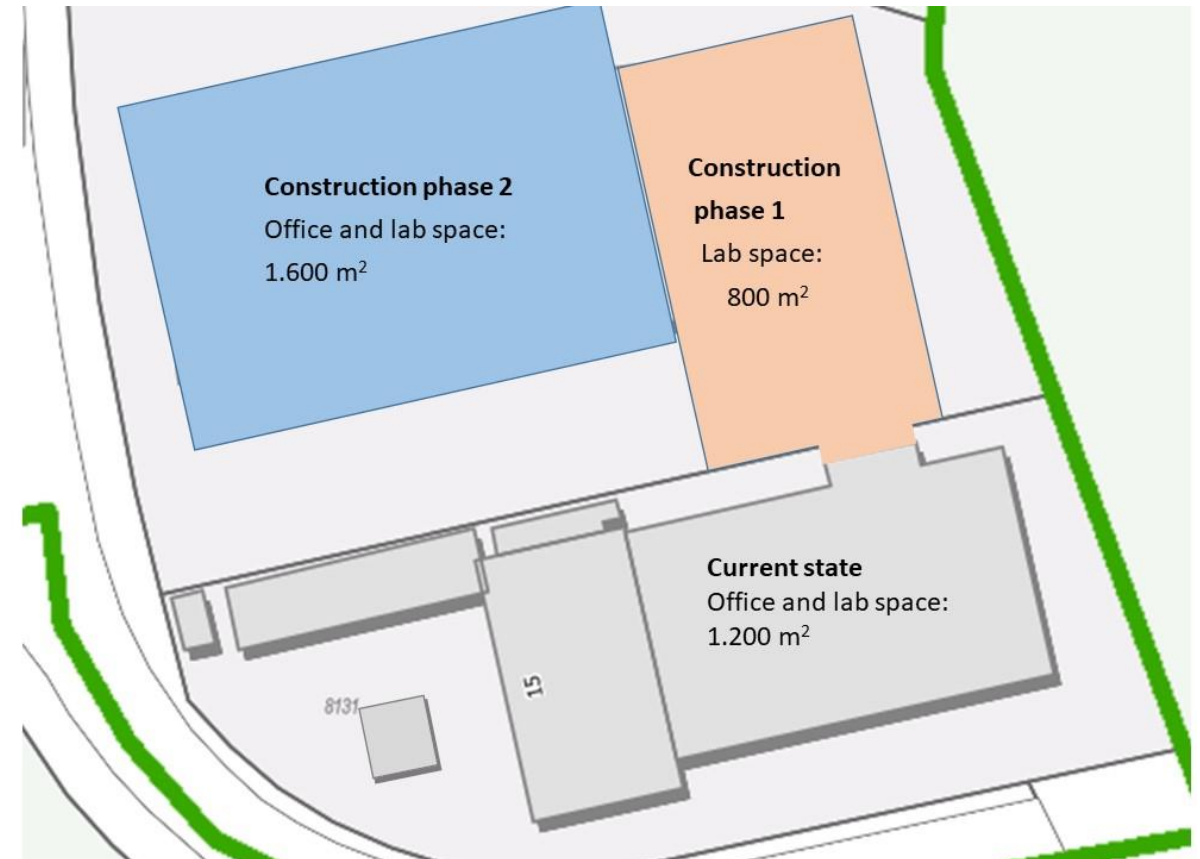 Construction phase 2
Office and lab space:
1.600 m²
Construction
phase 1
Lab space:
800 m²
Current state
Office and lab space:
1.200 m²
15
8131